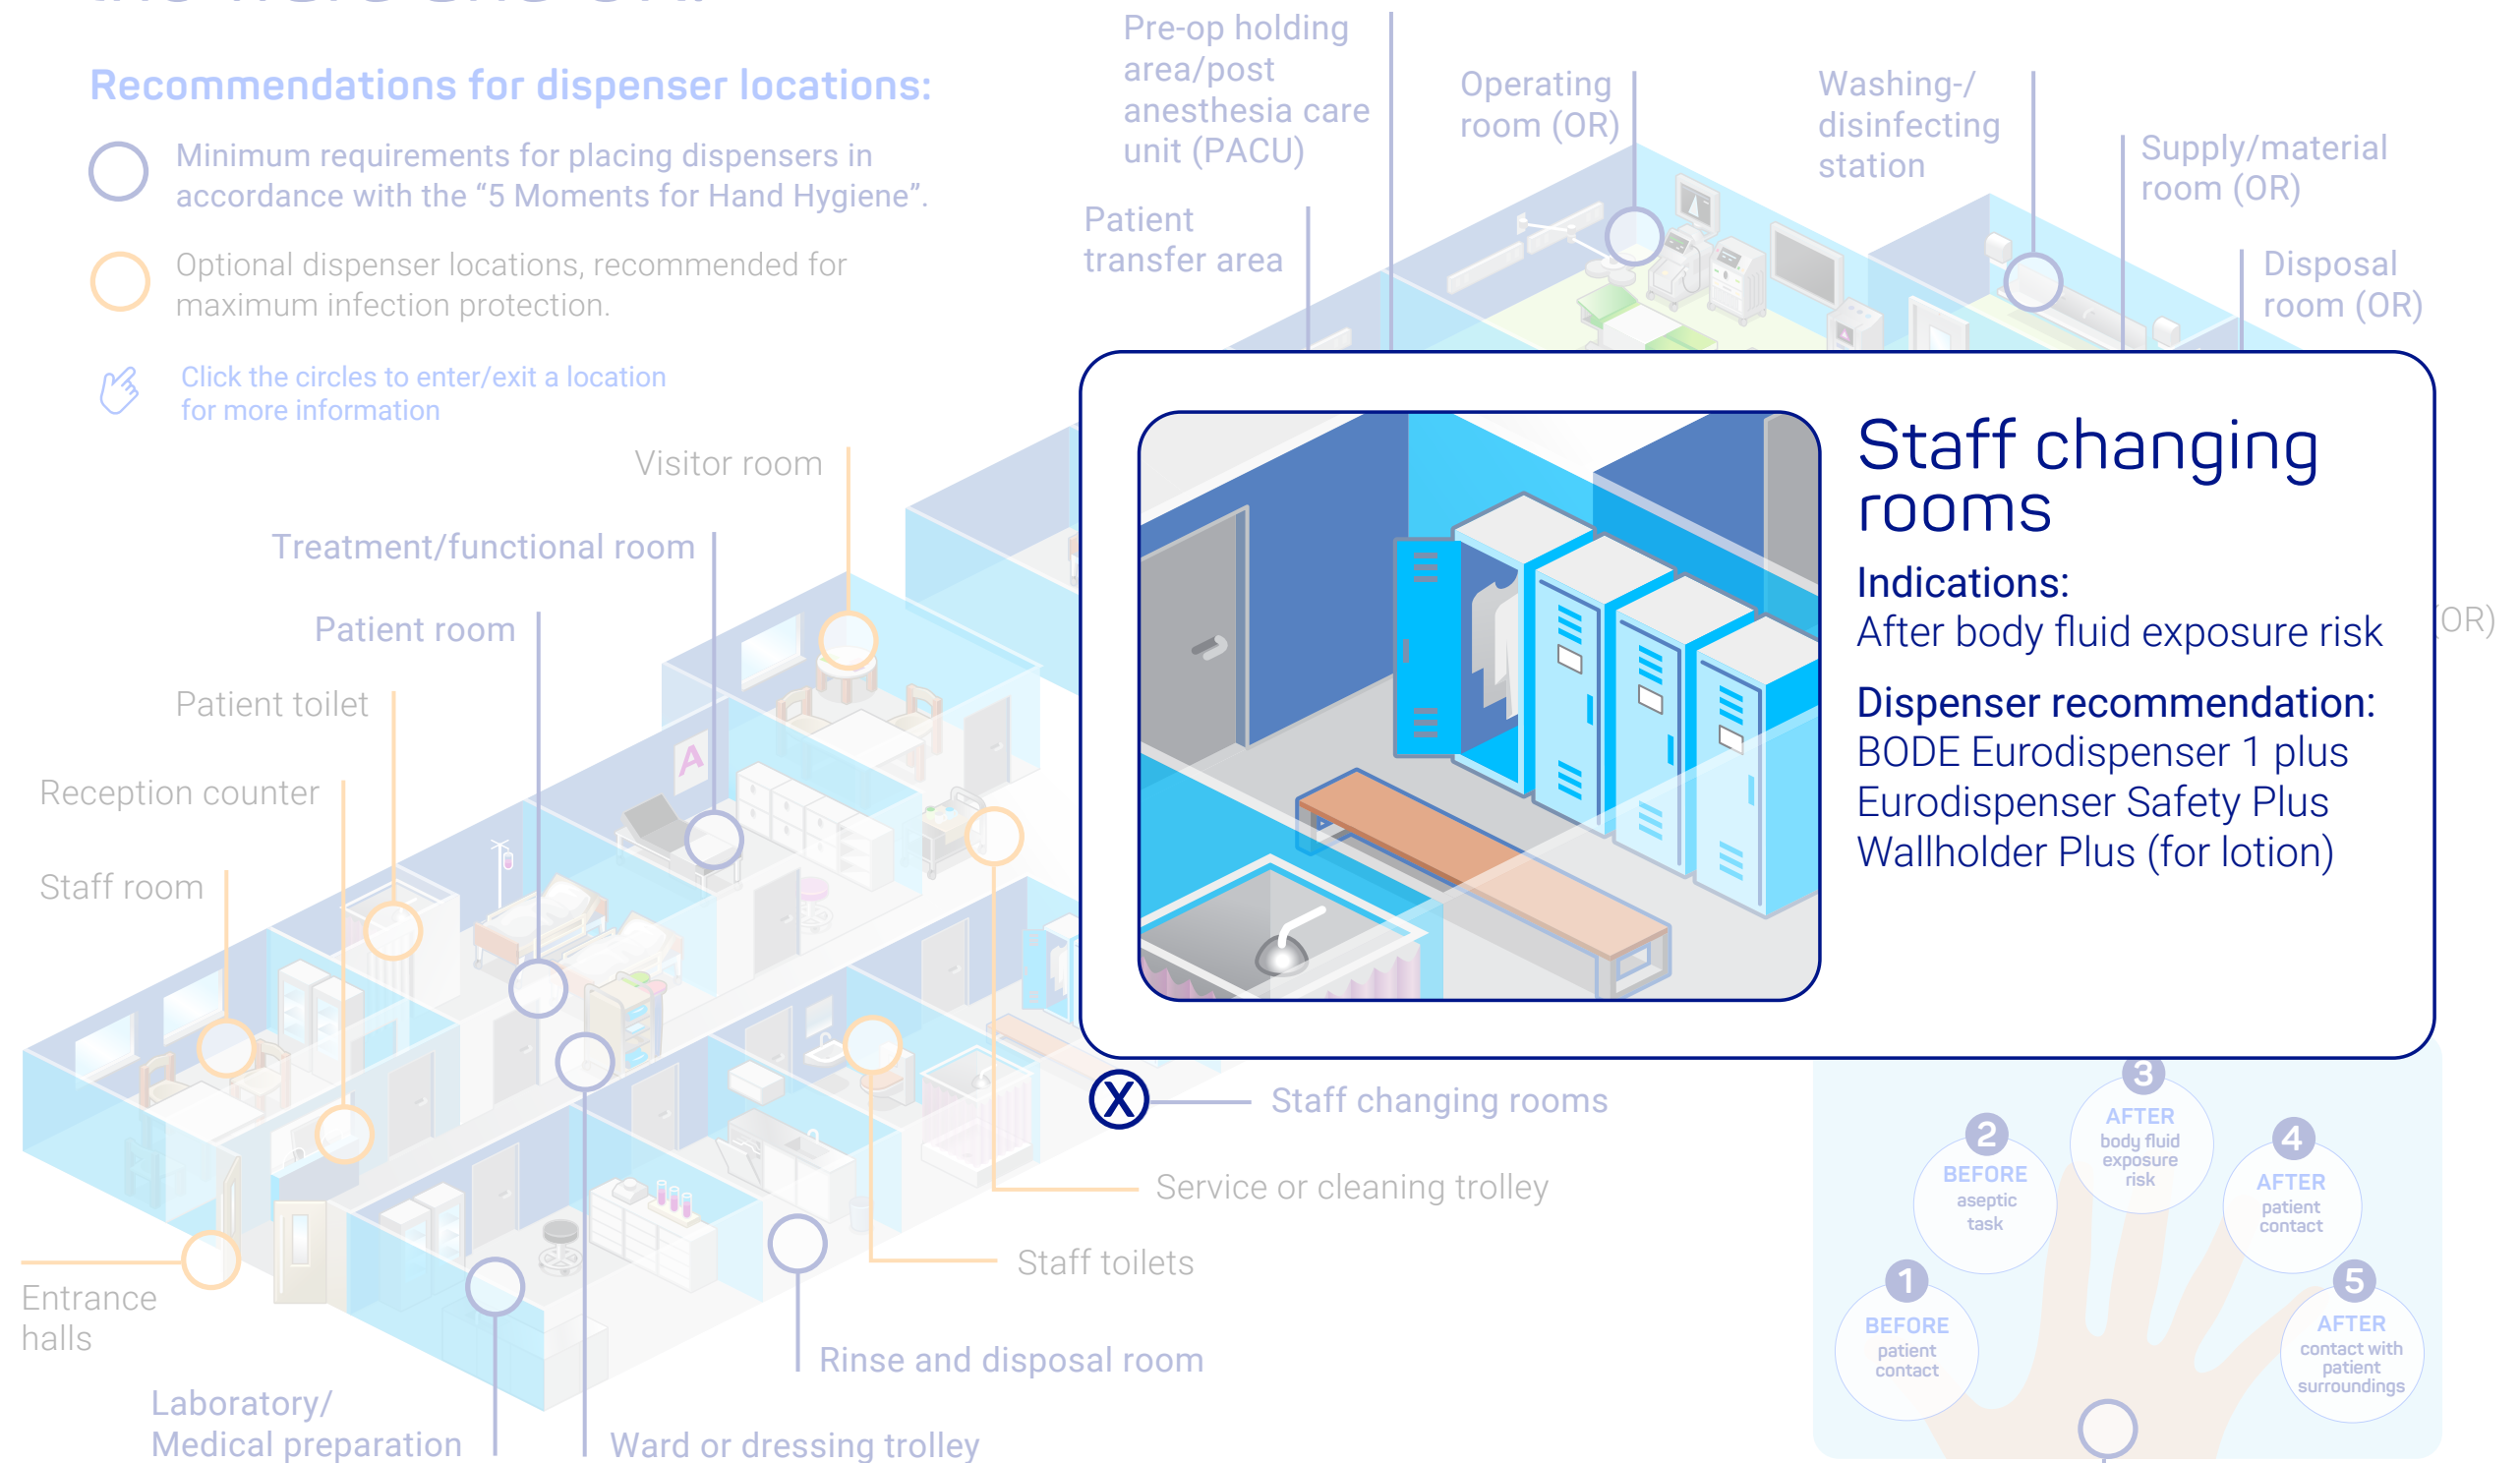 Recommendations for dispenser locations:
Minimum requirements for placing dispensers in
accordance with the “5 Moments for Hand Hygiene”.
Optional dispenser locations, recommended for
maximum infection protection.
Click the circles to enter/exit a location
for more information
Pre-op holding
area/post
anesthesia care
unit (PACU)
Operating
room (OR)
Washing-/
disinfecting
station
Supply/material
room (OR)
Patient
transfer area
Disposal
room (OR)
Visitor room
Treatment/functional room
Patient room
Patient toilet
Reception counter
Staff room
A
Staff changing
rooms
Indications:
After body fluid exposure risk
Dispenser recommendation:
BODE Eurodispenser 1 plus
Eurodispenser Safety Plus
Wallholder Plus (for lotion)
(OR)
X
Staff changing rooms
Service or cleaning trolley
Staff toilets
Entrance
halls
Rinse and disposal room
Laboratory/
Medical preparation
Ward or dressing trolley
1
BEFORE
patient
contact
2
BEFORE
aseptic
task
3
AFTER
body fluid
exposure
risk
4
AFTER
patient
contact
5
AFTER
contact with
patient
surroundings